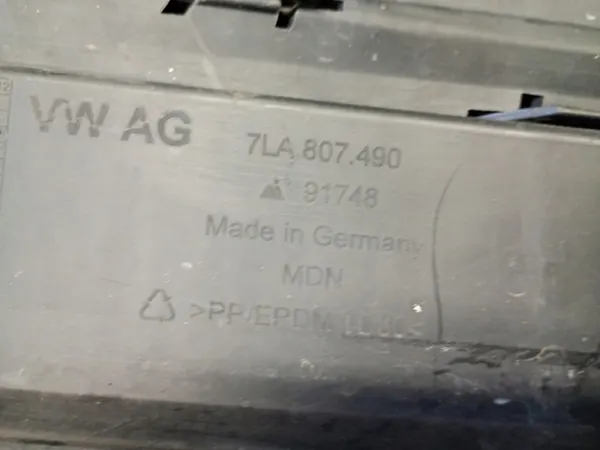 VW AG
7LA.807.490
91748
Made in Germany
MDN
>PP/EPDM